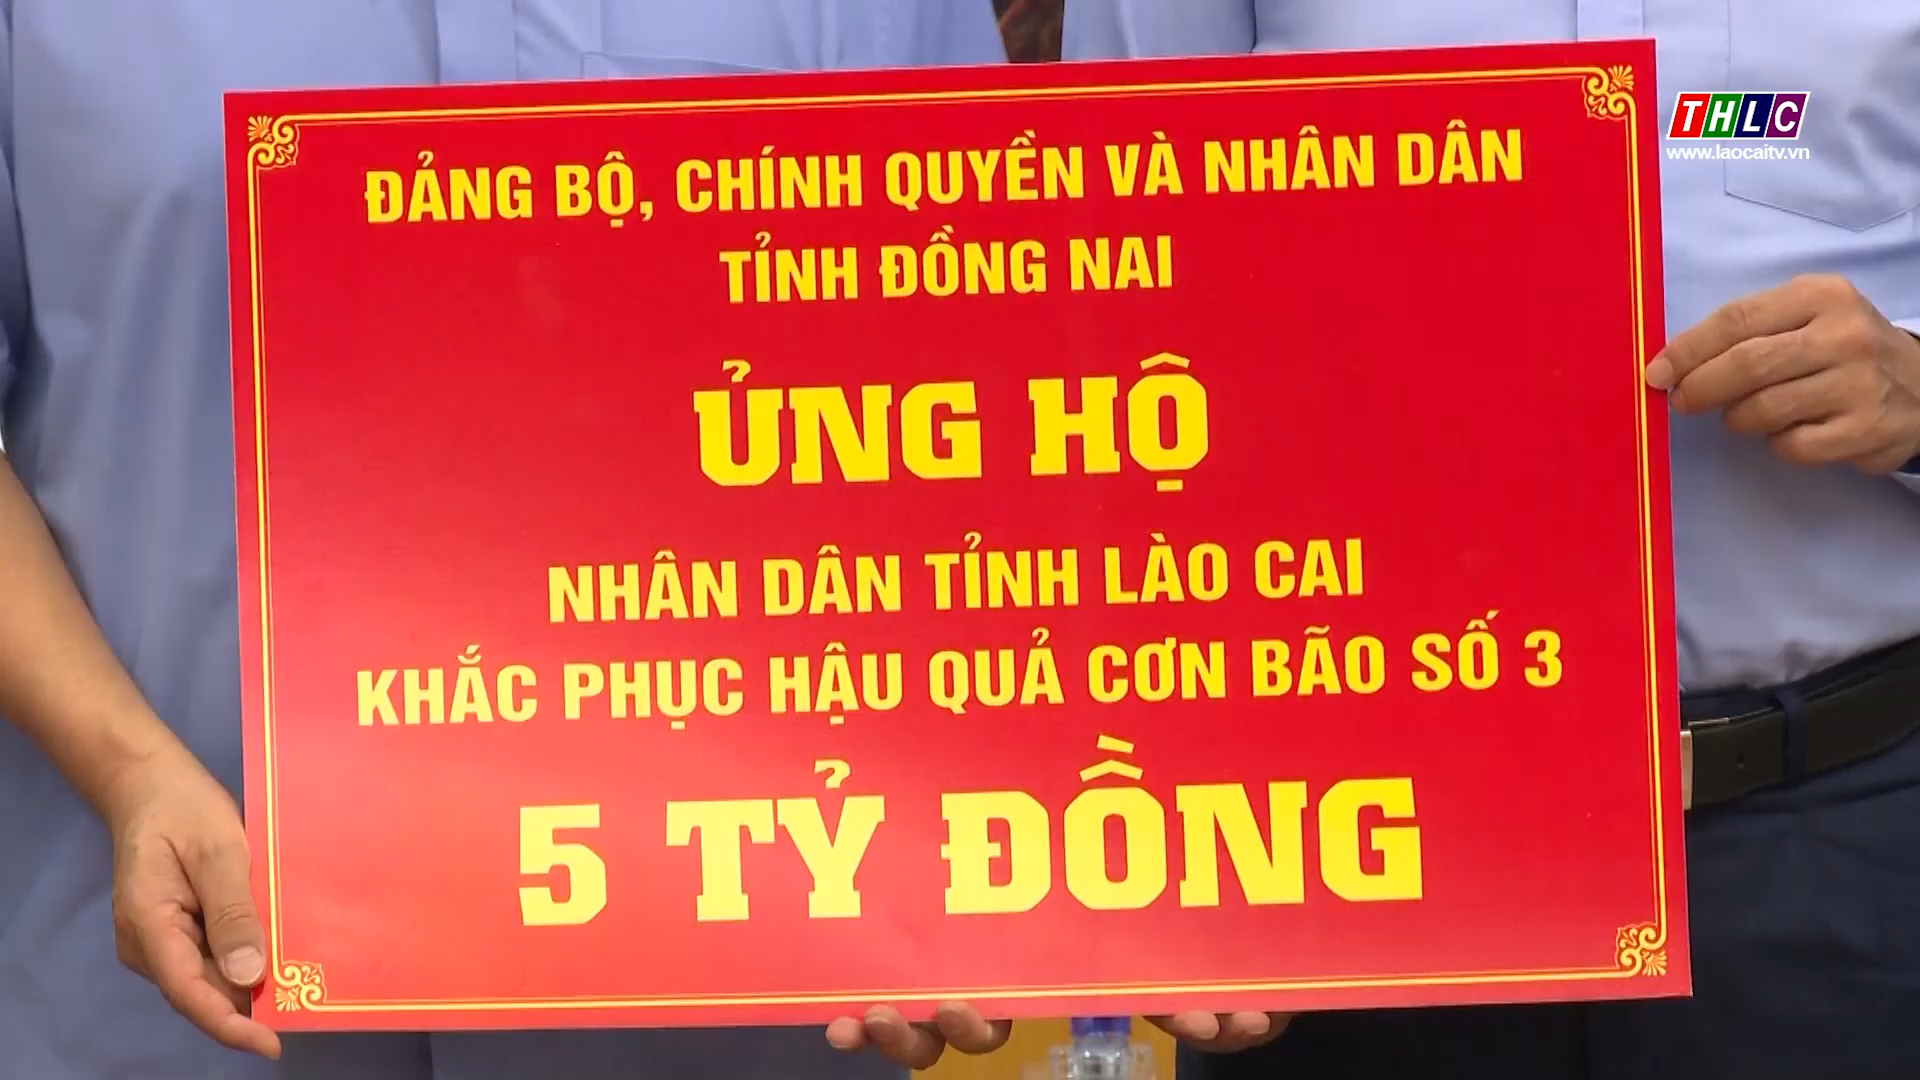 THLC
www.laocaitv.vn
ĐẢNG BỘ, CHÍNH QUYỀN VÀ NHÂN DÂN
TỈNH ĐỒNG NAI
ỦNG HỘ
NHÂN DÂN TỈNH LÀO CAI
KHẮC PHỤC HẬU QUẢ CƠN BÃO SỐ 3
5 TỶ ĐỒNG